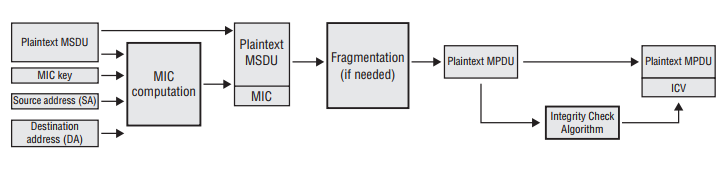 Plaintext MSDU
MIC key
Source address (SA)
Destination
address (DA)
MIC
computation
Plaintext
MSDU
MIC
Fragmentation
(if needed)
Plaintext MPDU
Integrity Check
Algorithm
Plaintext MPDU
ICV